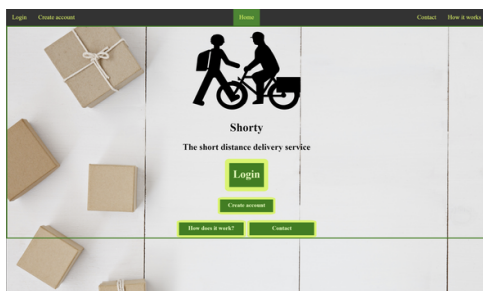 Login Create account Home Contact How it works
Shorty
The short distance delivery service
Login
Create account
How does it work? Contact